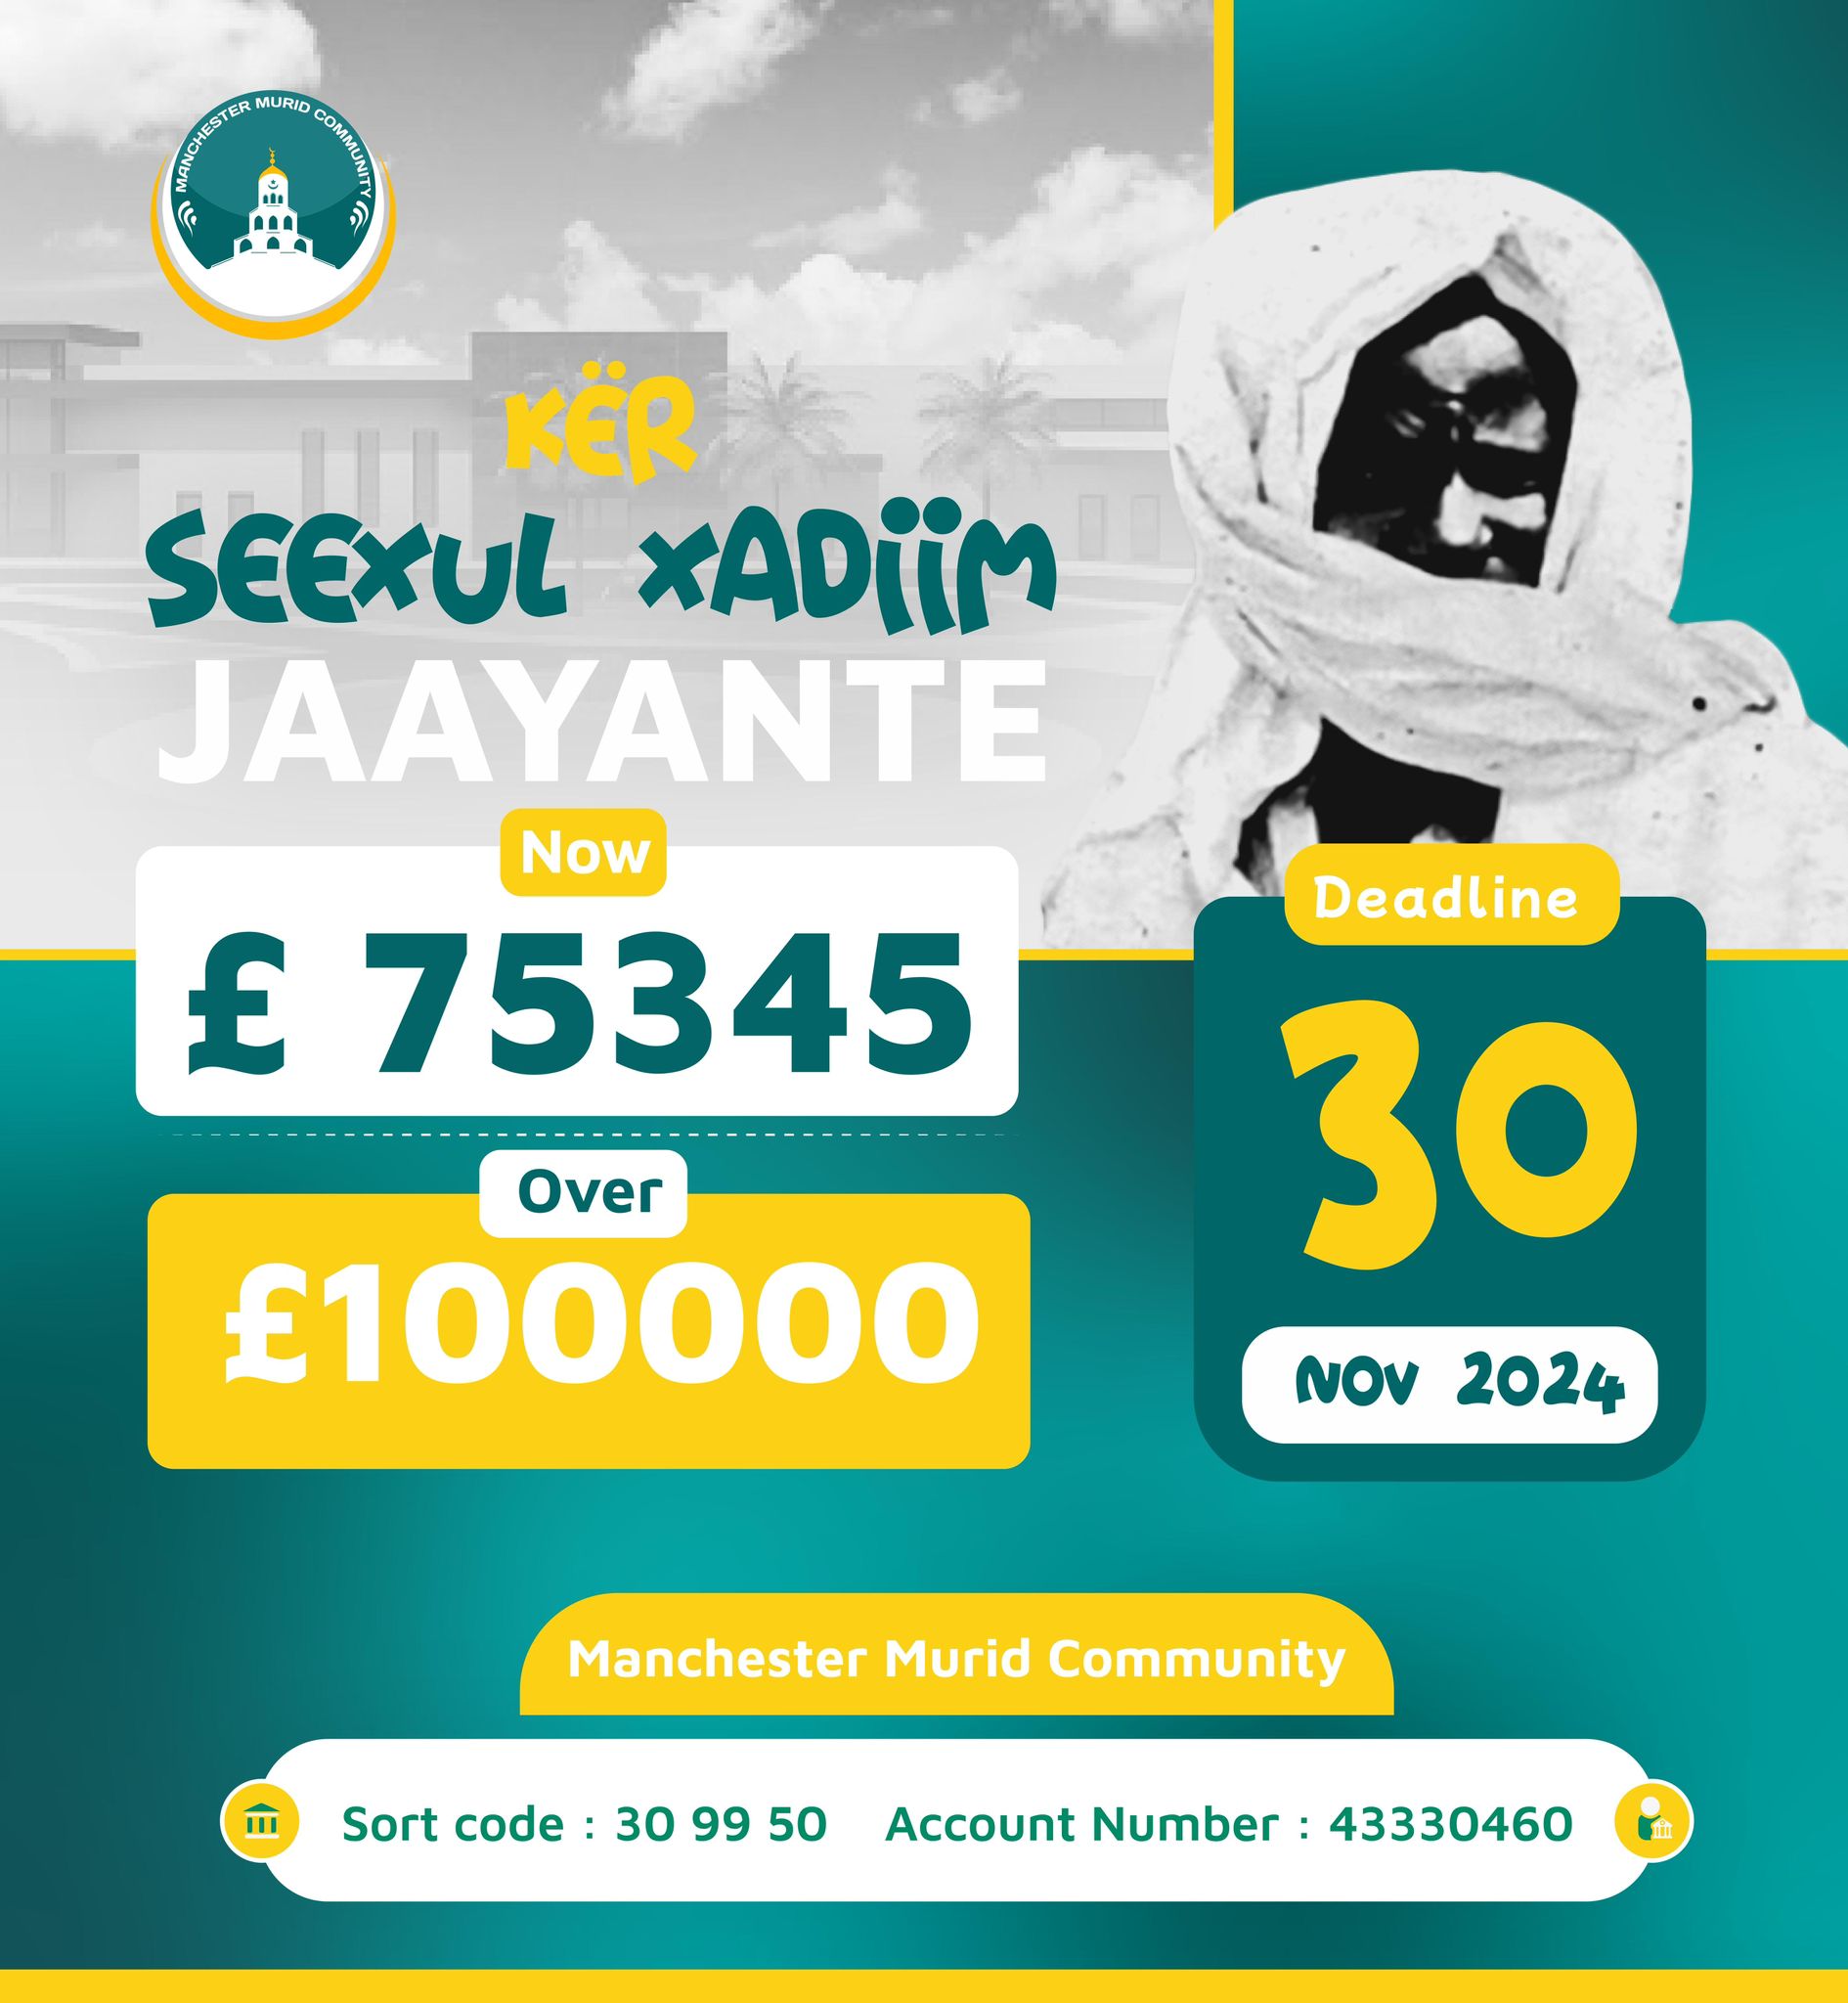 MANCHESTER MURID COMMUNITY
KËR
SEEXUL XADÏÏM
JAAYANTE
Now
£ 75345
Over
£100000
Deadline
30
NOV 2024
Manchester Murid Community
Sort code : 30 99 50 Account Number : 43330460